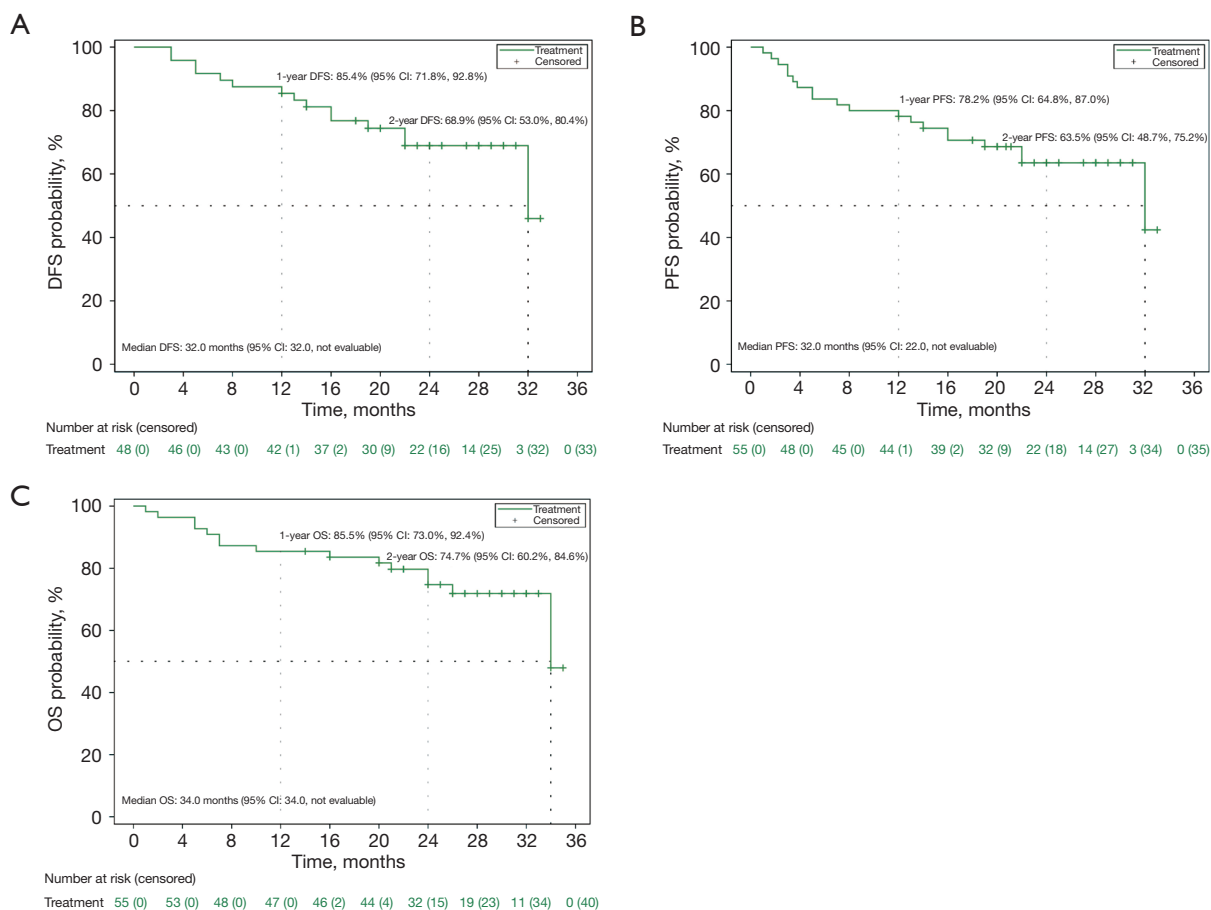 A
100
80
60
40
20
0
DFS probability, %
Treatment
+ Censored
1-year DFS: 85.4% (95% CI: 71.8%, 92.8%)
2-year DFS: 68.9% (95% CI: 53.0%, 80.4%)
Median DFS: 32.0 months (95% CI: 32.0, not evaluable)
0 4 8 12 16 20 24 28 32 36
Time, months
Number at risk (censored)
Treatment 48 (0) 46 (0) 43 (0) 42 (1) 37 (2) 30 (9) 22 (16) 14 (25) 3 (32) 0 (33)
B
100
80
60
40
20
0
PFS probability, %
Treatment
+ Censored
1-year PFS: 78.2% (95% CI: 64.8%, 87.0%)
2-year PFS: 63.5% (95% CI: 48.7%, 75.2%)
Median PFS: 32.0 months (95% CI: 22.0, not evaluable)
0 4 8 12 16 20 24 28 32 36
Time, months
Number at risk (censored)
Treatment 55 (0) 48 (0) 45 (0) 44 (1) 39 (2) 32 (9) 22 (18) 14 (27) 3 (34) 0 (35)
C
100
80
60
40
20
0
OS probability, %
Treatment
+ Censored
1-year OS: 85.5% (95% CI: 73.0%, 92.4%)
2-year OS: 74.7% (95% CI: 60.2%, 84.6%)
Median OS: 34.0 months (95% CI: 34.0, not evaluable)
0 4 8 12 16 20 24 28 32 36
Time, months
Number at risk (censored)
Treatment 55 (0) 53 (0) 48 (0) 47 (0) 46 (2) 44 (4) 32 (15) 19 (23) 11 (34) 0 (40)